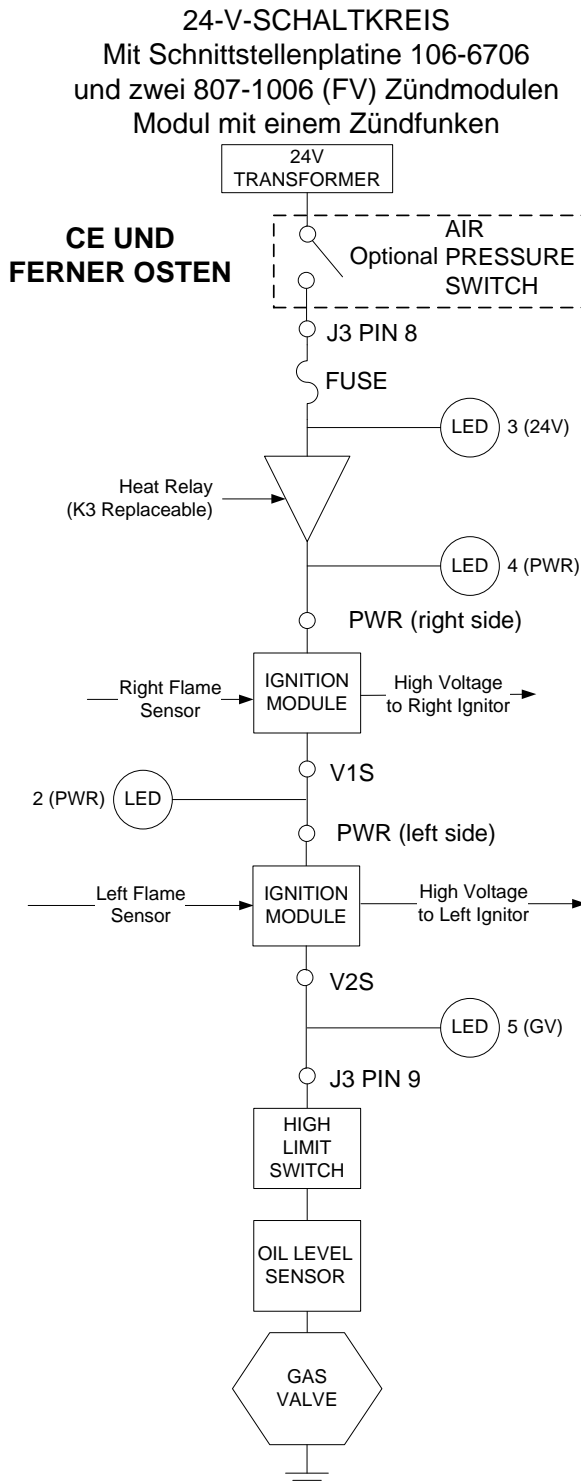 24-V-SCHALTKREIS
Mit Schnittstellenplatine 106-6706
und zwei 807-1006 (FV) Zündmodulen
Modul mit einem Zündfunken
24V
TRANSFORMER
CE UND
FERNER OSTEN
AIR
Optional PRESSURE
SWITCH
J3 PIN 8
FUSE
LED 3 (24V)
Heat Relay
(K3 Replaceable)
LED 4 (PWR)
PWR (right side)
Right Flame
Sensor
IGNITION
MODULE
High Voltage
to Right Ignitor
V1S
2 (PWR) LED
PWR (left side)
Left Flame
Sensor
IGNITION
MODULE
High Voltage
to Left Ignitor
V2S
LED 5 (GV)
J3 PIN 9
HIGH
LIMIT
SWITCH
OIL LEVEL
SENSOR
GAS
VALVE